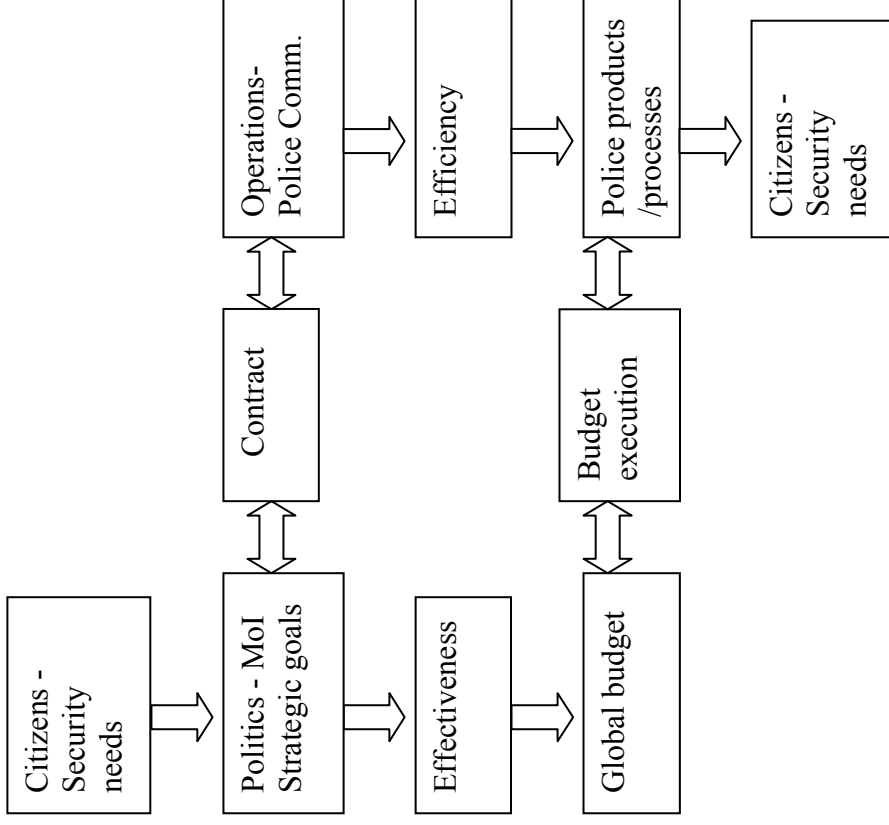 Citizens -
Security
needs
Politics - MoI
Strategic goals
Contract
Operations-
Police Comm.
Effectiveness
Efficiency
Global budget
Budget
execution
Police products
/processes
Citizens -
Security
needs